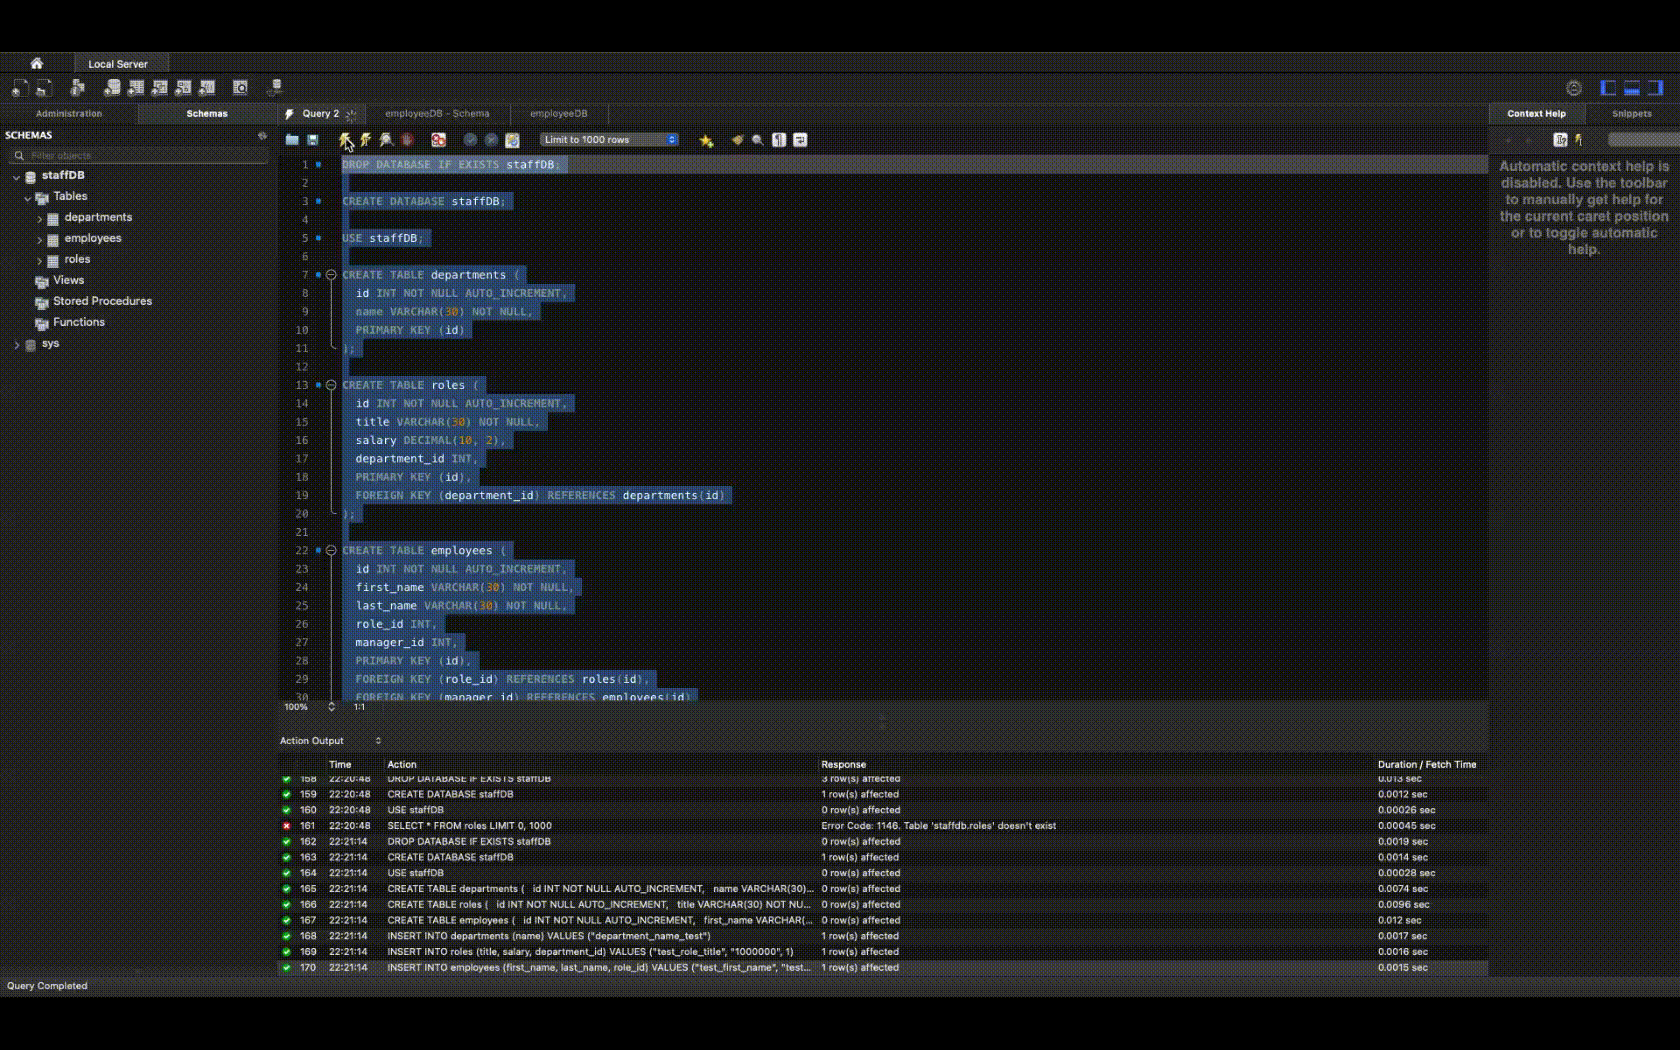 Local Server
Administration
Schemas
Query 2
employeeDB - Schema
employeeDB
Context Help
Snippets
SCHEMAS
Filter objects
Limit to 1000 rows
staffDB
Tables
departments
employees
roles
Views
Stored Procedures
Functions
sys
1 DROP DATABASE IF EXISTS staffDB;
2
3 CREATE DATABASE staffDB;
4
5 USE staffDB;
6
7 CREATE TABLE departments (
8 id INT NOT NULL AUTO_INCREMENT,
9 name VARCHAR(30) NOT NULL,
10 PRIMARY KEY (id)
11 );
12
13 CREATE TABLE roles (
14 id INT NOT NULL AUTO_INCREMENT,
15 title VARCHAR(30) NOT NULL,
16 salary DECIMAL(10, 2),
17 department_id INT,
18 PRIMARY KEY (id),
19 FOREIGN KEY (department_id) REFERENCES departments(id)
20 );
21
22 CREATE TABLE employees (
23 id INT NOT NULL AUTO_INCREMENT,
24 first_name VARCHAR(30) NOT NULL,
25 last_name VARCHAR(30) NOT NULL,
26 role_id INT,
27 manager_id INT,
28 PRIMARY KEY (id),
29 FOREIGN KEY (role_id) REFERENCES roles(id),
30 FOREIGN KEY (manager_id) REFERENCES employees(id)
Automatic context help is
disabled. Use the toolbar
to manually get help for
the current caret position
or to toggle automatic
help.
100% 1:1
Action Output
Time Action Response Duration / Fetch Time
158 22:20:48 DROP DATABASE IF EXISTS staffDB 3 row(s) affected 0.013 sec
159 22:20:48 CREATE DATABASE staffDB 1 row(s) affected 0.0012 sec
160 22:20:48 USE staffDB 0 row(s) affected 0.00026 sec
161 22:20:48 SELECT * FROM roles LIMIT 0, 1000 Error Code: 1146. Table 'staffdb.roles' doesn't exist 0.00045 sec
162 22:21:14 DROP DATABASE IF EXISTS staffDB 0 row(s) affected 0.0019 sec
163 22:21:14 CREATE DATABASE staffDB 1 row(s) affected 0.0014 sec
164 22:21:14 USE staffDB 0 row(s) affected 0.00028 sec
165 22:21:14 CREATE TABLE departments ( id INT NOT NULL AUTO_INCREMENT, name VARCHAR(30)... 0 row(s) affected 0.0074 sec
166 22:21:14 CREATE TABLE roles ( id INT NOT NULL AUTO_INCREMENT, title VARCHAR(30) NOT NU... 0 row(s) affected 0.0096 sec
167 22:21:14 CREATE TABLE employees ( id INT NOT NULL AUTO_INCREMENT, first_name VARCHAR(... 0 row(s) affected 0.012 sec
168 22:21:14 INSERT INTO departments (name) VALUES ("department_name_test") 1 row(s) affected 0.0017 sec
169 22:21:14 INSERT INTO roles (title, salary, department_id) VALUES ("test_role_title", "1000000", 1) 1 row(s) affected 0.0016 sec
170 22:21:14 INSERT INTO employees (first_name, last_name, role_id) VALUES ("test_first_name", "test... 1 row(s) affected 0.0015 sec
Query Completed